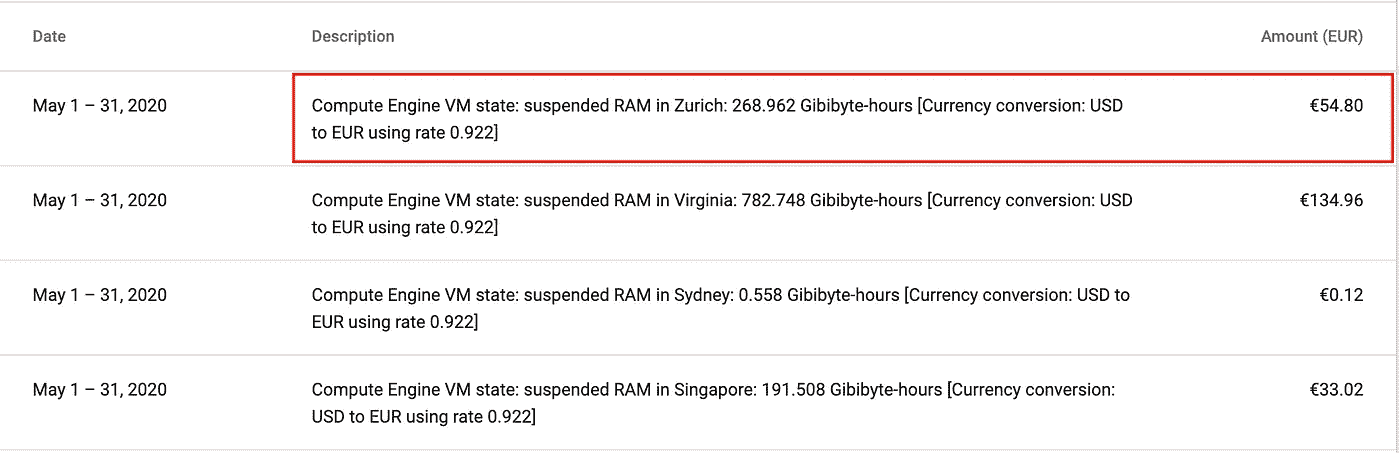 Date Description Amount (EUR)
May 1 – 31, 2020 Compute Engine VM state: suspended RAM in Zurich: 268.962 Gibibyte-hours [Currency conversion: USD €54.80
to EUR using rate 0.922]
May 1 – 31, 2020 Compute Engine VM state: suspended RAM in Virginia: 782.748 Gibibyte-hours [Currency conversion: USD €134.96
to EUR using rate 0.922]
May 1 – 31, 2020 Compute Engine VM state: suspended RAM in Sydney: 0.558 Gibibyte-hours [Currency conversion: USD to €0.12
EUR using rate 0.922]
May 1 – 31, 2020 Compute Engine VM state: suspended RAM in Singapore: 191.508 Gibibyte-hours [Currency conversion: €33.02
USD to EUR using rate 0.922]